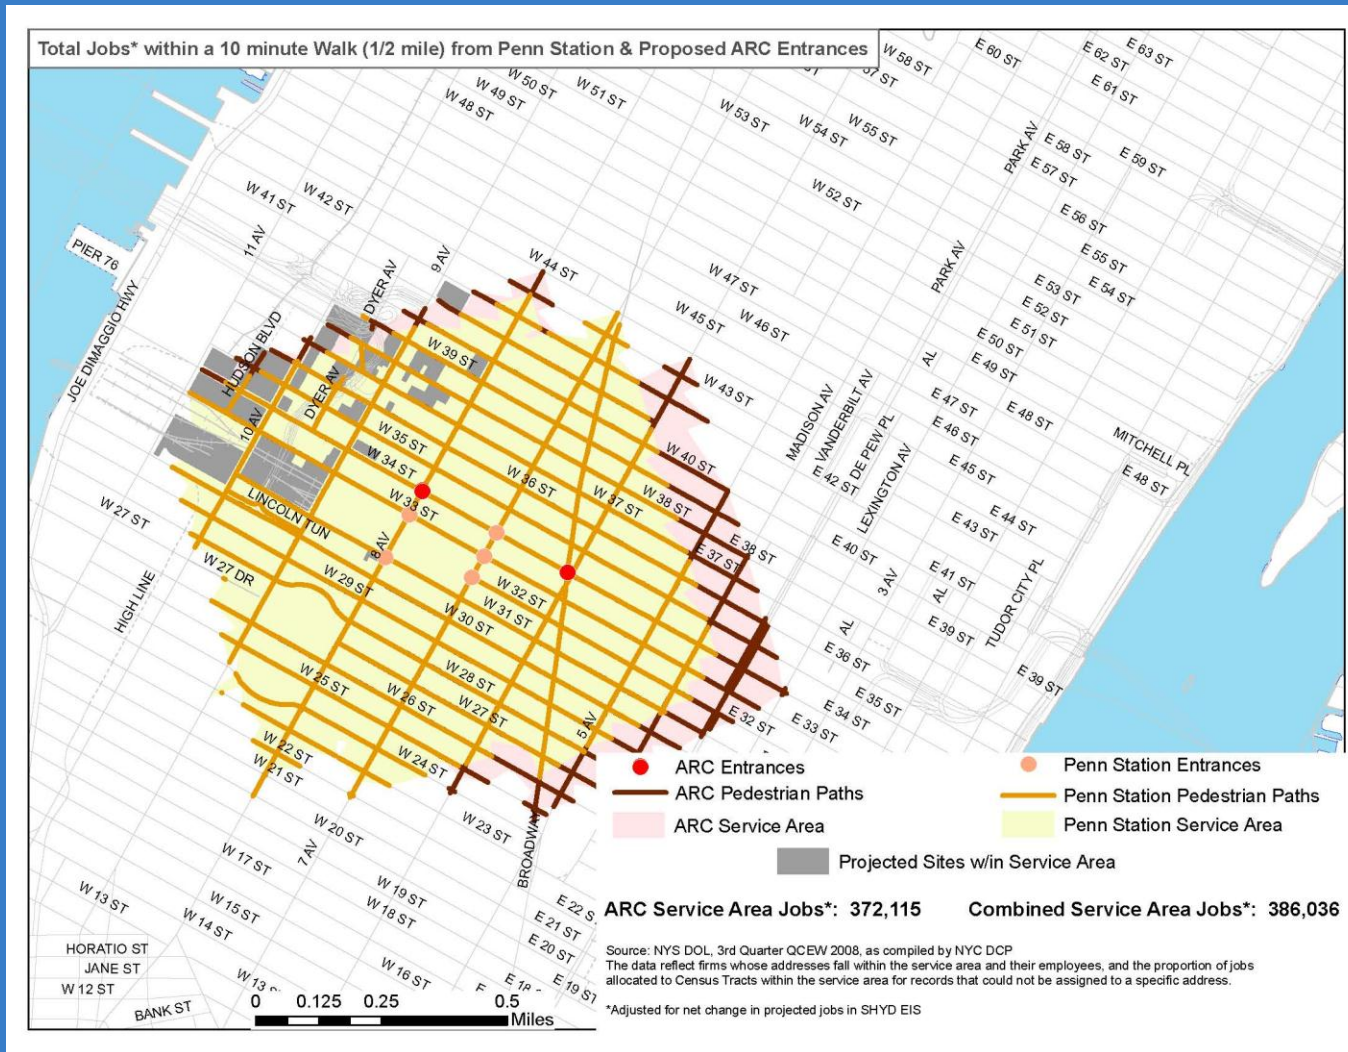 Total Jobs* within a 10 minute Walk (1/2 mile) from Penn Station & Proposed ARC Entrances
E 60 ST
E 62 ST
E 63 ST
W 58 ST
57 ST
E 61 ST
W 50 ST
W 51 ST
W 49 ST
W 48 ST
W 53 ST
W 54 ST
W 55 ST
PARK AV
E 58 ST
E 59 ST
E 57 ST
W 41 ST
W 42 ST
W 52 ST
E 56 ST
11 AV
PIER 76
9 AV
W 44 ST
DYER AV
W 47 ST
PARK AV
E 55 ST
E 54 ST
E 53 ST
E 52 ST
E 51 ST
E 50 ST
E 49 ST
JOE DIMAGGIO HWY
HUDSON BLVD
W 45 ST
W 46 ST
W 39 ST
AL
W 43 ST
DYER AV
10 AV
MADISON AV
VANDERBILT AV
DE PEW PL
E 47 ST
E 48 ST
E 46 ST
MITCHELL PL
E 48 ST
W 35 ST
W 34 ST
W 40 ST
E 42 ST
E 45 ST
LEXINGTON AV
W 36 ST
W 37 ST
W 38 ST
W 33 ST
LINCOLN TUN
W 27 ST
E 44 ST
E 43 ST
8 AV
E 38 ST
E 37 ST
E 40 ST
W 27 DR
W 29 ST
W 32 ST
W 31 ST
W 30 ST
3 AV
E 41 ST
AL
HIGH LINE
TUDOR CITY PL
AL
E 39 ST
E 36 ST
E 39 ST
W 28 ST
W 25 ST
W 26 ST
W 27 ST
5 AV
E 35 ST
E 34 ST
E 33 ST
E 32 ST
W 22 ST
W 21 ST
W 24 ST
W 23 ST
BROADWAY
W 20 ST
7 AV
W 17 ST
W 19 ST
W 18 ST
W 13 ST
W 15 ST
W 14 ST
E 22 S
E 21 ST
E 20 ST
E 19 ST
E 18
W 16 ST
W 13 S
HORATIO ST
JANE ST
W 12 ST
BANK ST
ARC Entrances
Penn Station Entrances
ARC Pedestrian Paths
Penn Station Pedestrian Paths
ARC Service Area
Penn Station Service Area
Projected Sites w/in Service Area
ARC Service Area Jobs*: 372,115
Combined Service Area Jobs*: 386,036
Source: NYS DOL, 3rd Quarter QCEW 2008, as compiled by NYC DCP
The data reflect firms whose addresses fall within the service area and their employees, and the proportion of jobs
allocated to Census Tracts within the service area for records that could not be assigned to a specific address.
*Adjusted for net change in projected jobs in SHYD EIS
0 0.125 0.25 0.5
Miles